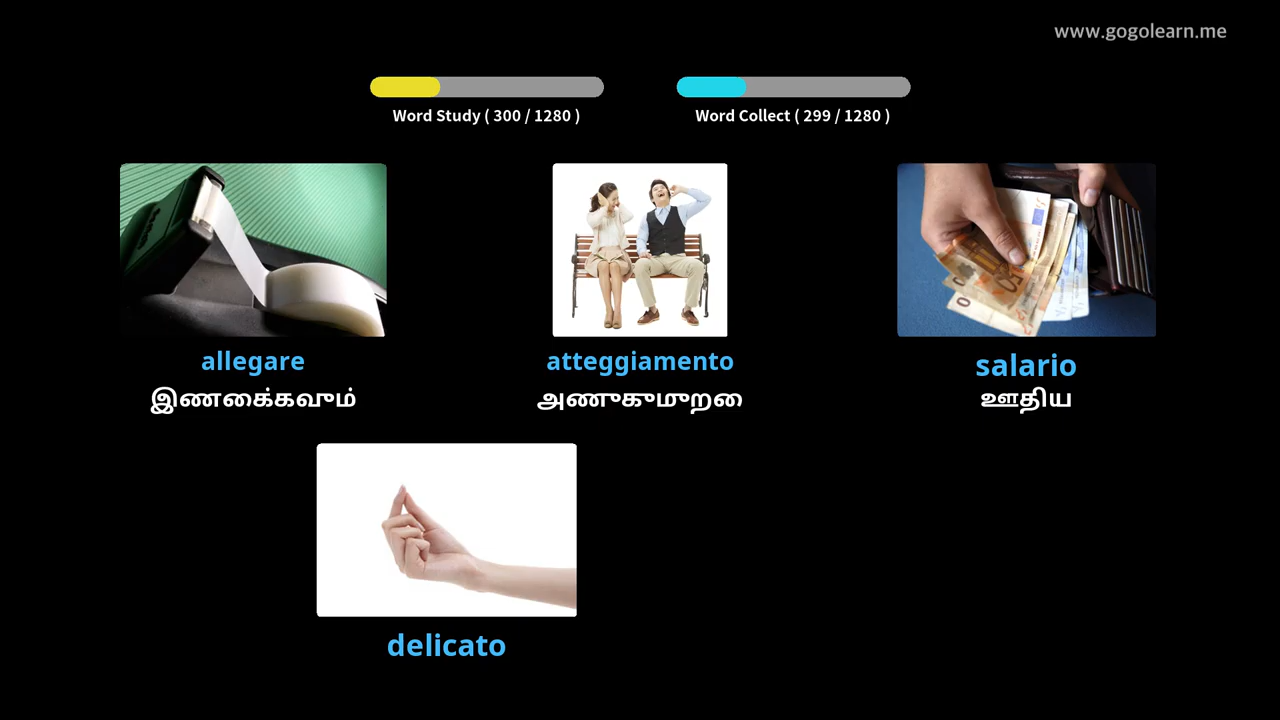 www.gogolearn.me
Word Study ( 300 / 1280 )
Word Collect ( 299 / 1280 )
allegare
atteggiamento
salario
இணைக்கவும்
அணுகுமுறை
ஊதிய
delicato